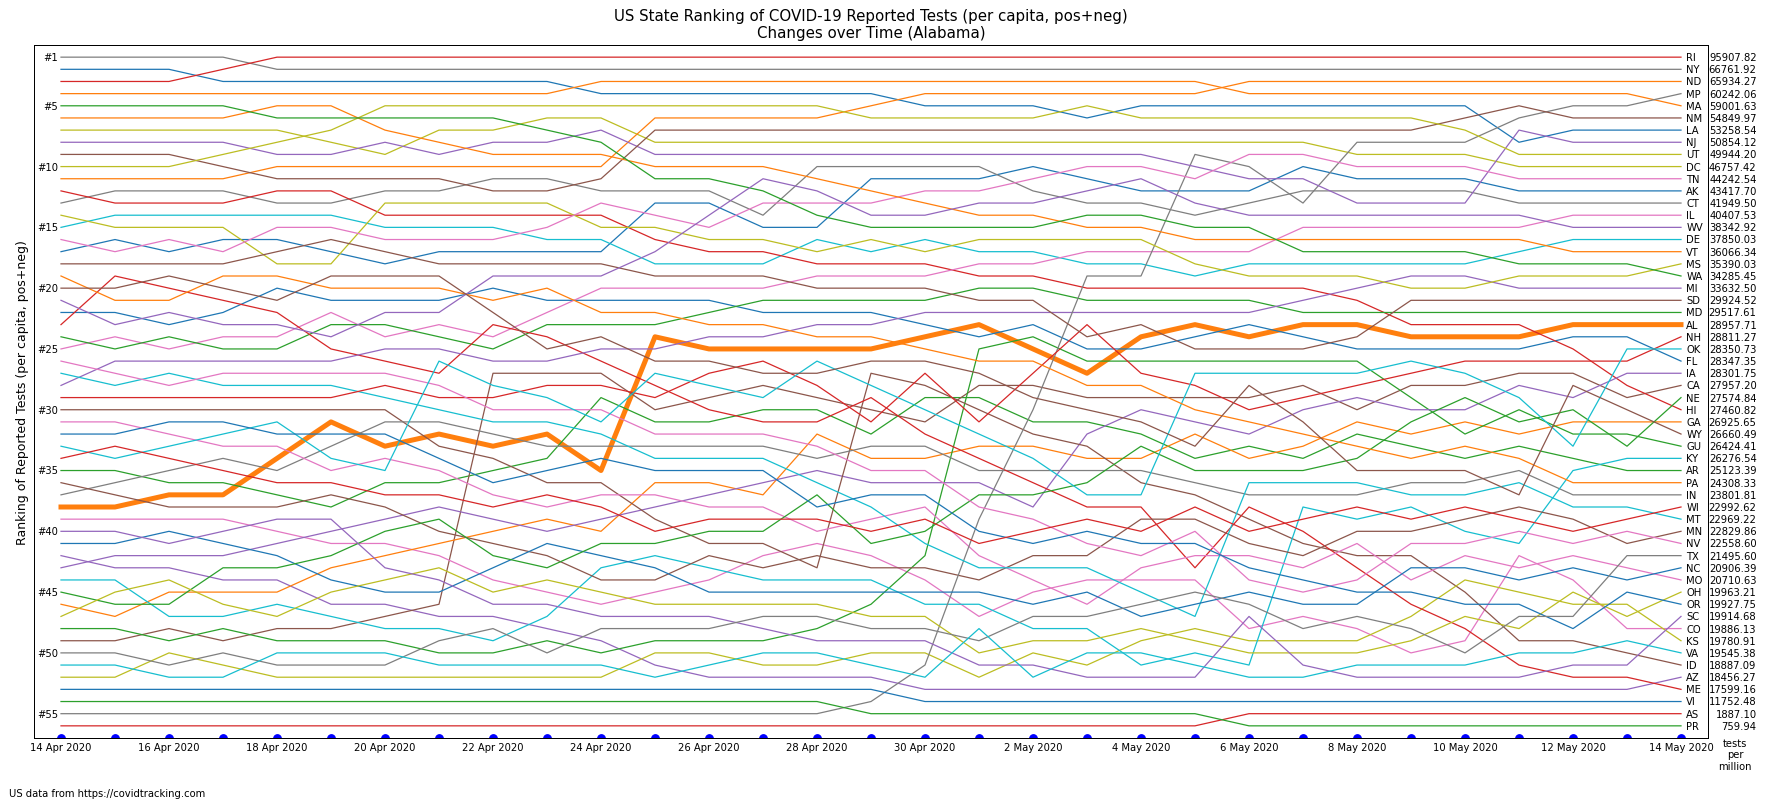 US State Ranking of COVID-19 Reported Tests (per capita, pos+neg)
Changes over Time (Alabama)
Ranking of Reported Tests (per capita, pos+neg)
#1
#5
#10
#15
#20
#25
#30
#35
#40
#45
#50
#55
RI 95907.82
NY 66761.92
ND 65934.27
MP 60242.06
MA 59001.63
NM 54849.97
LA 53258.54
NJ 50854.12
UT 49944.20
DC 46757.42
TN 44242.54
AK 43417.70
CT 41949.50
IL 40407.53
WV 38342.92
DE 37850.03
VT 36066.34
MS 35390.03
WA 34285.45
MI 33632.50
SD 29924.52
MD 29517.61
AL 28957.71
NH 28811.27
OK 28350.73
FL 28347.35
IA 28301.75
CA 27957.20
NE 27574.84
HI 27460.82
GA 26925.65
WY 26660.49
GU 26424.41
KY 26276.54
AR 25123.39
PA 24308.33
IN 23801.81
WI 22992.62
MT 22969.22
MN 22829.86
NV 22558.60
TX 21495.60
NC 20906.39
MO 20710.63
OH 19963.21
OR 19927.75
SC 19914.68
CO 19886.13
KS 19780.91
VA 19545.38
ID 18887.09
AZ 18456.27
ME 17599.16
VI 11752.48
AS 1887.10
PR 759.94
14 Apr 2020 16 Apr 2020 18 Apr 2020 20 Apr 2020 22 Apr 2020 24 Apr 2020 26 Apr 2020 28 Apr 2020 30 Apr 2020 2 May 2020 4 May 2020 6 May 2020 8 May 2020 10 May 2020 12 May 2020 14 May 2020
tests
per
million
US data from https://covidtracking.com